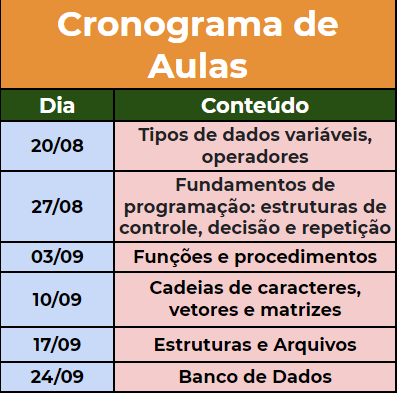 Cronograma de
Aulas
Dia Conteúdo
20/08 Tipos de dados variáveis,
operadores
27/08 Fundamentos de
programação: estruturas de
controle, decisão e repetição
03/09 Funções e procedimentos
10/09 Cadeias de caracteres,
vetores e matrizes
17/09 Estruturas e Arquivos
24/09 Banco de Dados